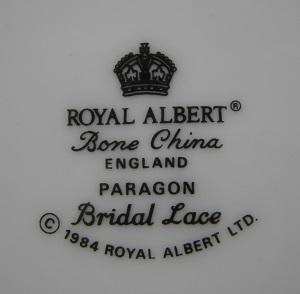 ROYAL ALBERT®
Bone China
ENGLAND
PARAGON
Bridal Lace
© 1984 ROYAL ALBERT LTD.